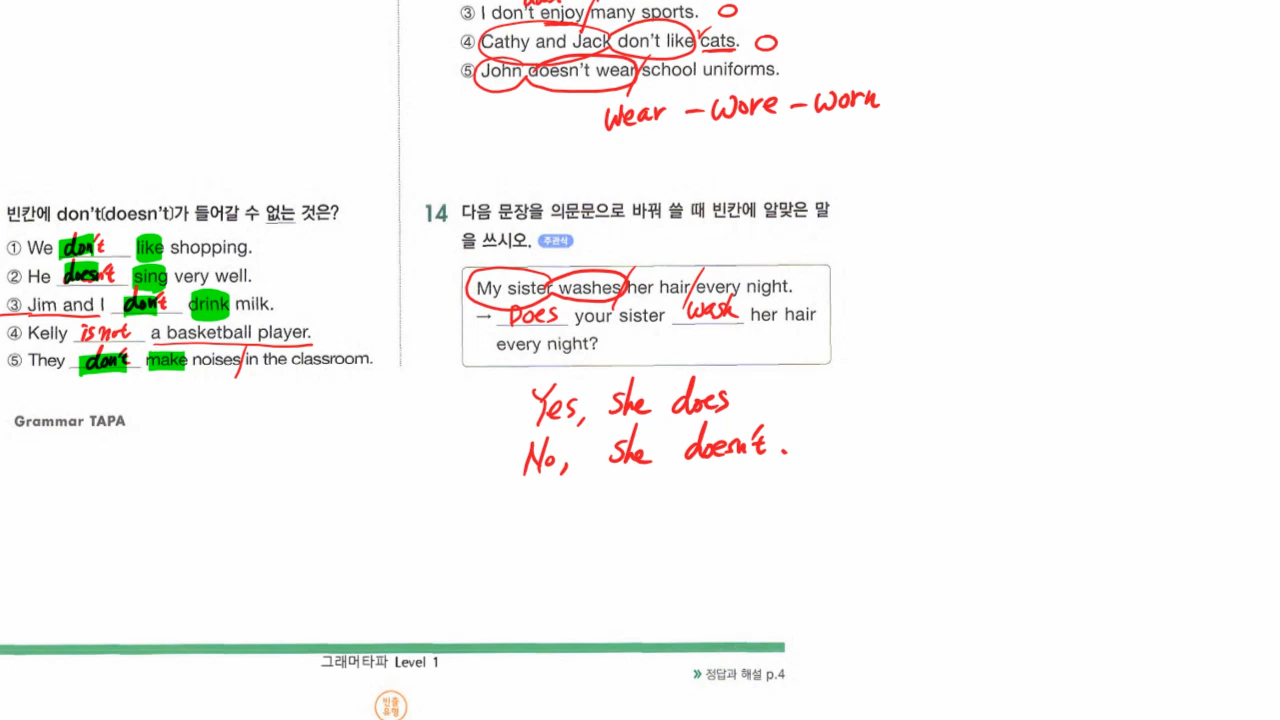 ③ I don't enjoy/many sports. O
④ Cathy and Jack don't like cats. O
⑤ John doesn't wear/school uniforms.
wear - wore - worn
빈칸에 don't(doesn't)가 들어갈 수 없는 것은?
① We don't like shopping.
② He doesn't sing very well.
③ Jim and I don't drink milk.
④ Kelly is not a basketball player.
⑤ They don't make noises/in the classroom.
Grammar TAPA
14 다음 문장을 의문문으로 바꿔 쓸 때 빈칸에 알맞은 말
을 쓰시오. 주관식
My sister washes/her hair/every night.
→ Does your sister wash her hair
every night?
Yes, she does
No, she doesn't.
그래머타파 Level 1
» 정답과 해설 p.4
빈출
유형